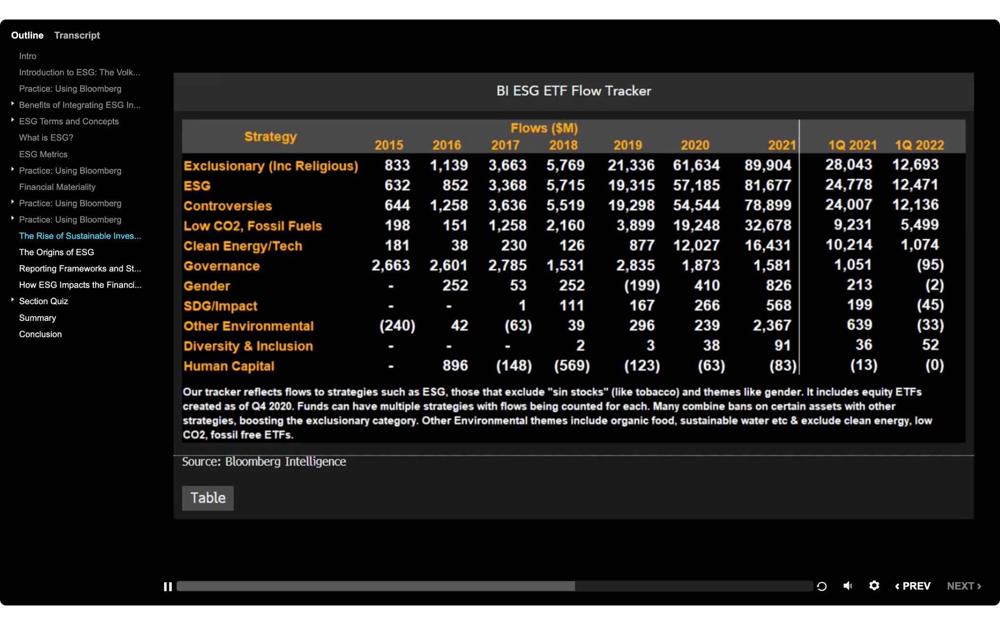 Outline Transcript
Intro
Introduction to ESG: The Volk...
Practice: Using Bloomberg
Benefits of Integrating ESG In...
ESG Terms and Concepts
What is ESG?
ESG Metrics
Practice: Using Bloomberg
Financial Materiality
Practice: Using Bloomberg
Practice: Using Bloomberg
The Rise of Sustainable Inves...
The Origins of ESG
Reporting Frameworks and St...
How ESG Impacts the Financi...
Section Quiz
Summary
Conclusion
BI ESG ETF Flow Tracker
Flows ($M)
Strategy 2015 2016 2017 2018 2019 2020 2021 1Q 2021 1Q 2022
Exclusionary (Inc Religious) 833 1,139 3,663 5,769 21,336 61,634 89,904 28,043 12,693
ESG 632 852 3,368 5,715 19,315 57,185 81,677 24,778 12,471
Controversies 644 1,258 3,636 5,519 19,298 54,544 78,899 24,007 12,136
Low CO2, Fossil Fuels 198 151 1,258 2,160 3,899 19,248 32,678 9,231 5,499
Clean Energy/Tech 181 38 230 126 877 12,027 16,431 10,214 1,074
Governance 2,663 2,601 2,785 1,531 2,835 1,873 1,581 1,051 (95)
Gender - 252 53 252 (199) 410 826 213 (2)
SDG/Impact - - 1 111 167 266 568 199 (45)
Other Environmental (240) 42 (63) 39 296 239 2,367 639 (33)
Diversity & Inclusion - - - 2 3 38 91 36 52
Human Capital - 896 (148) (569) (123) (63) (83) (13) (0)
Our tracker reflects flows to strategies such as ESG, those that exclude "sin stocks" (like tobacco) and themes like gender. It includes equity ETFs
created as of Q4 2020. Funds can have multiple strategies with flows being counted for each. Many combine bans on certain assets with other
strategies, boosting the exclusionary category. Other Environmental themes include organic food, sustainable water etc & exclude clean energy, low
CO2, fossil free ETFs.
Source: Bloomberg Intelligence
Table
PREV NEXT